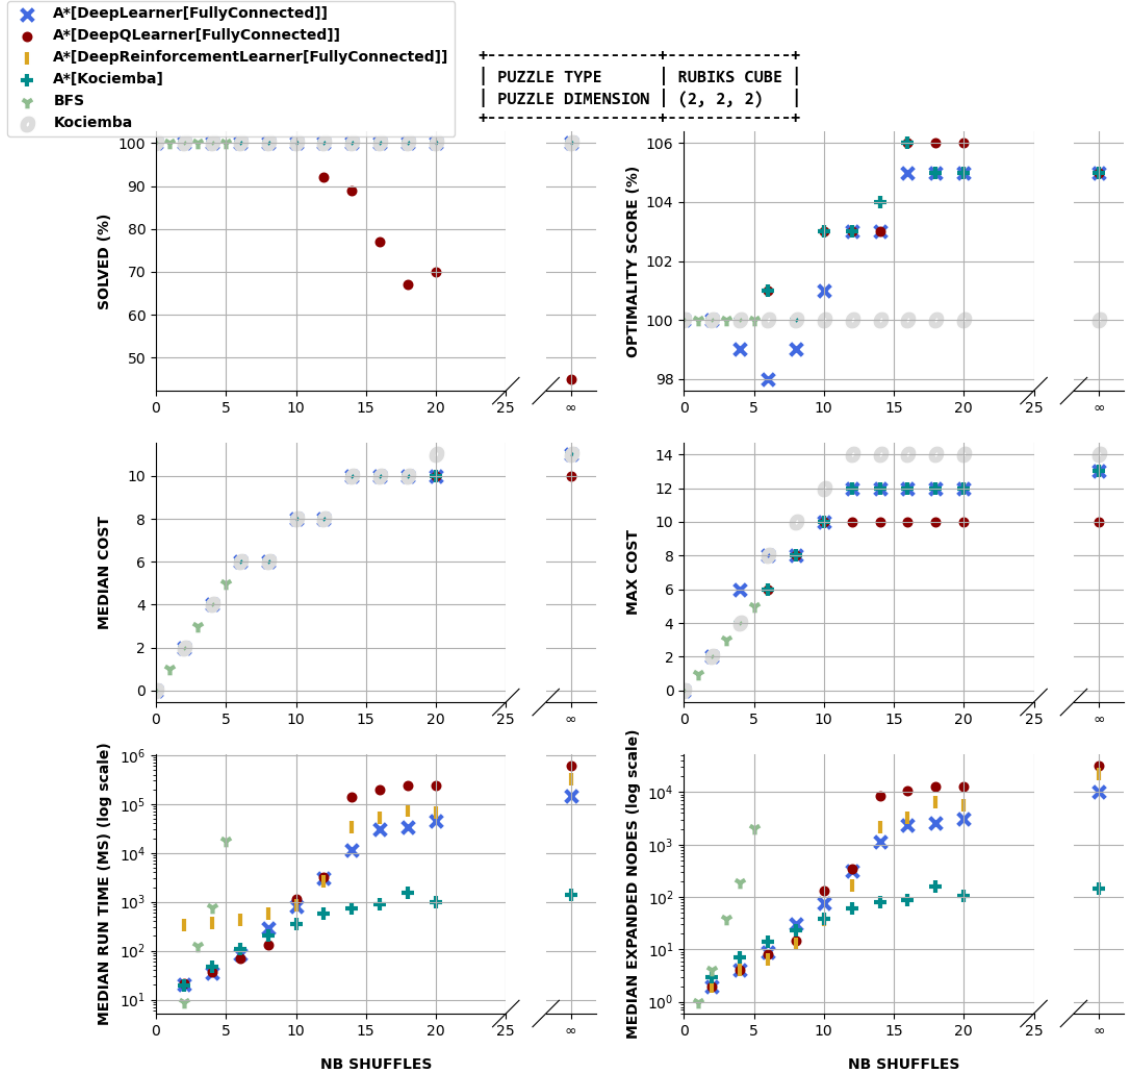 A*[DeepLearner[FullyConnected]]
A*[DeepQLearner[FullyConnected]]
A*[DeepReinforcementLearner[FullyConnected]]
A*[Kociemba]
BFS
Kociemba
+--------------------+---------------+
| PUZZLE TYPE | RUBIKS CUBE |
| PUZZLE DIMENSION | (2, 2, 2) |
+--------------------+---------------+
SOLVED (%)
100
90
80
70
60
50
0 5 10 15 20 25 ∞
OPTIMALITY SCORE (%)
106
104
102
100
98
0 5 10 15 20 25 ∞
MEDIAN COST
10
8
6
4
2
0
0 5 10 15 20 25 ∞
MAX COST
14
12
10
8
6
4
2
0
0 5 10 15 20 25 ∞
MEDIAN RUN TIME (MS) (log scale)
10⁶
10⁵
10⁴
10³
10²
10¹
0 5 10 15 20 25 ∞
NB SHUFFLES
MEDIAN EXPANDED NODES (log scale)
10⁴
10³
10²
10¹
10⁰
0 5 10 15 20 25 ∞
NB SHUFFLES